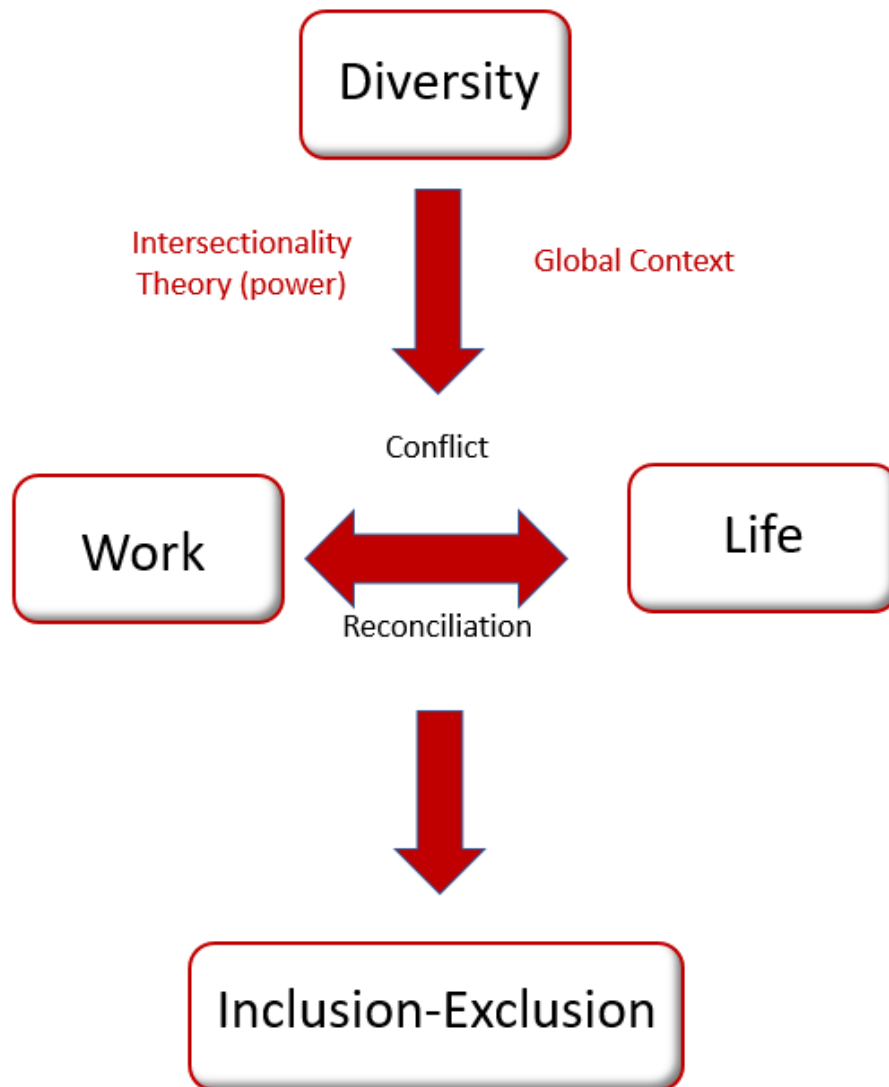 Diversity
Intersectionality
Theory (power)
Global Context
Conflict
Work
Life
Reconciliation
Inclusion-Exclusion